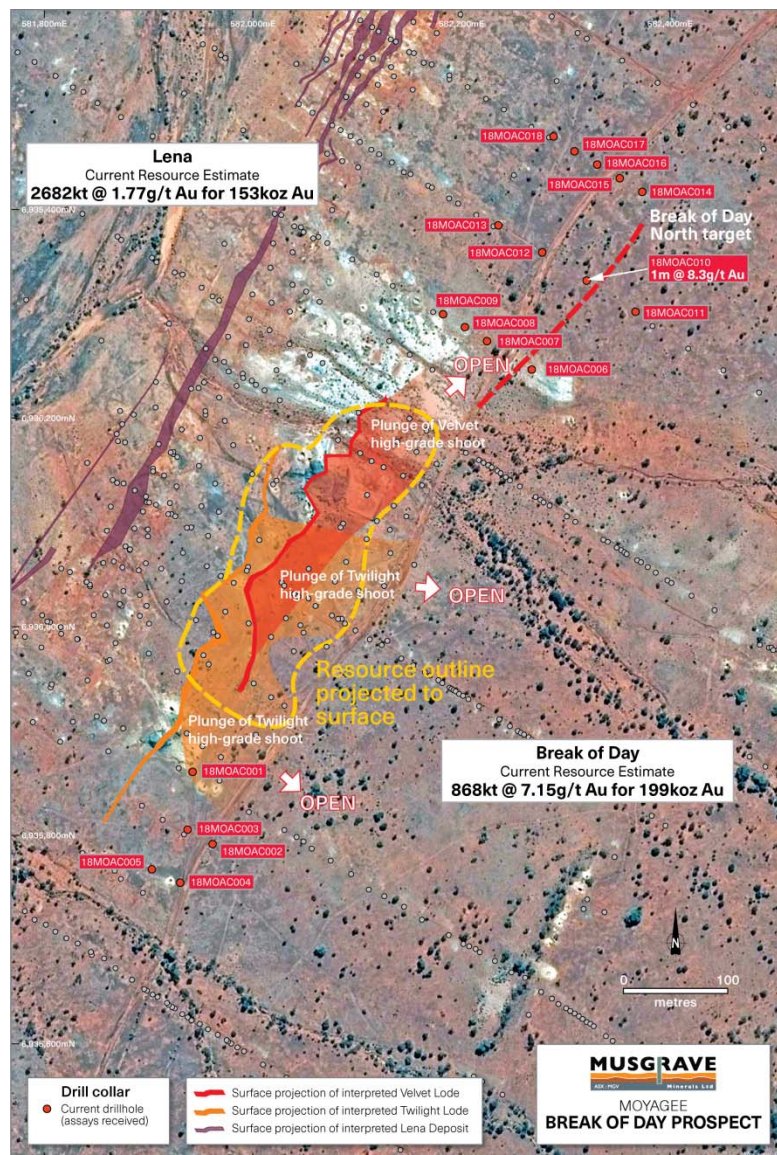 581,800mE
582,000mE
582,200mE
582,400mE
18MOAC018
18MOAC017
18MOAC016
18MOAC015
18MOAC014
Lena
Current Resource Estimate
2682kt @ 1.77g/t Au for 153koz Au
6,935,400mN
18MOAC013
Break of Day
North target
18MOAC012
18MOAC010
1m @ 8.3g/t Au
18MOAC009
18MOAC011
18MOAC008
18MOAC007
OPEN
18MOAC006
Plunge of Velvet
high-grade shoot
Plunge of Twilight
high-grade shoot
OPEN
Resource outline
projected to
surface
Plunge of Twilight
high-grade shoot
Break of Day
Current Resource Estimate
868kt @ 7.15g/t Au for 199koz Au
18MOAC001
OPEN
18MOAC003
18MOAC002
18MOAC005
18MOAC004
N
0 100
metres
Drill collar
Current drillhole
(assays received)
Surface projection of interpreted Velvet Lode
Surface projection of interpreted Twilight Lode
Surface projection of interpreted Lena Deposit
MUSGRAVE
ASX: MGV Minerals Ltd
MOYAGEE
BREAK OF DAY PROSPECT